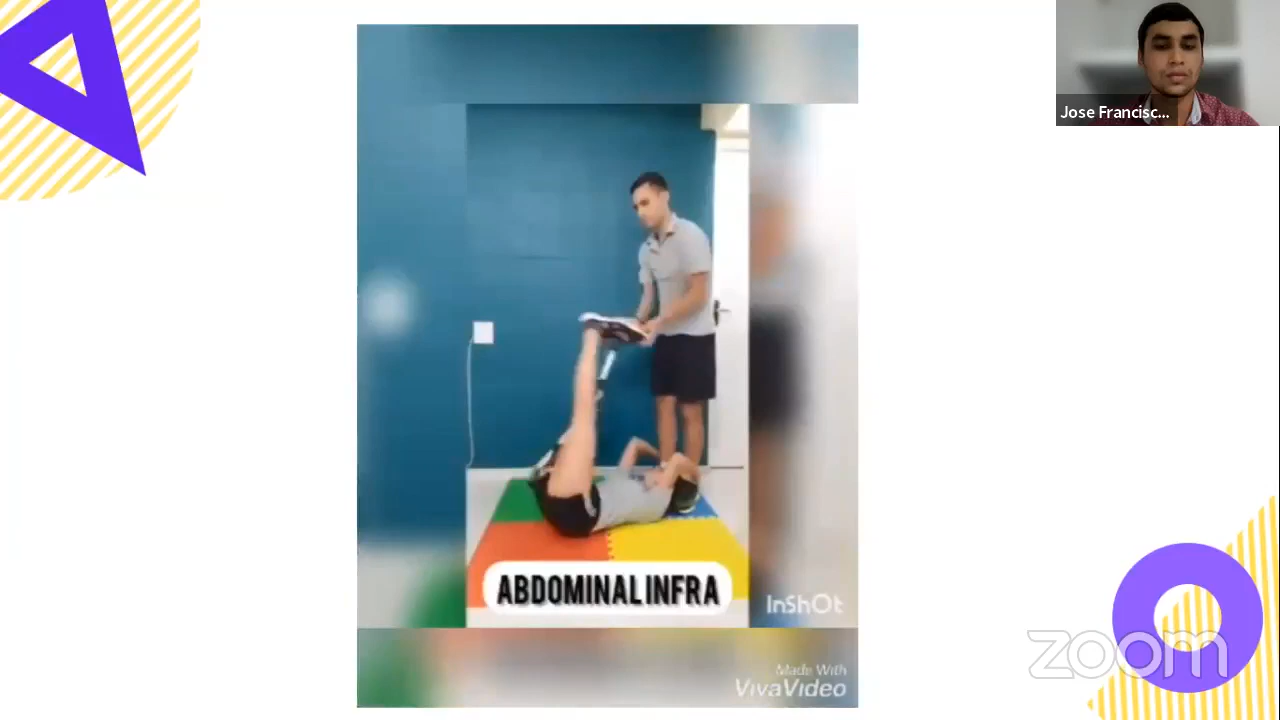 Jose Francisc...
ABDOMINAL INFRA
InShOt
Made With
VivaVideo
zoom